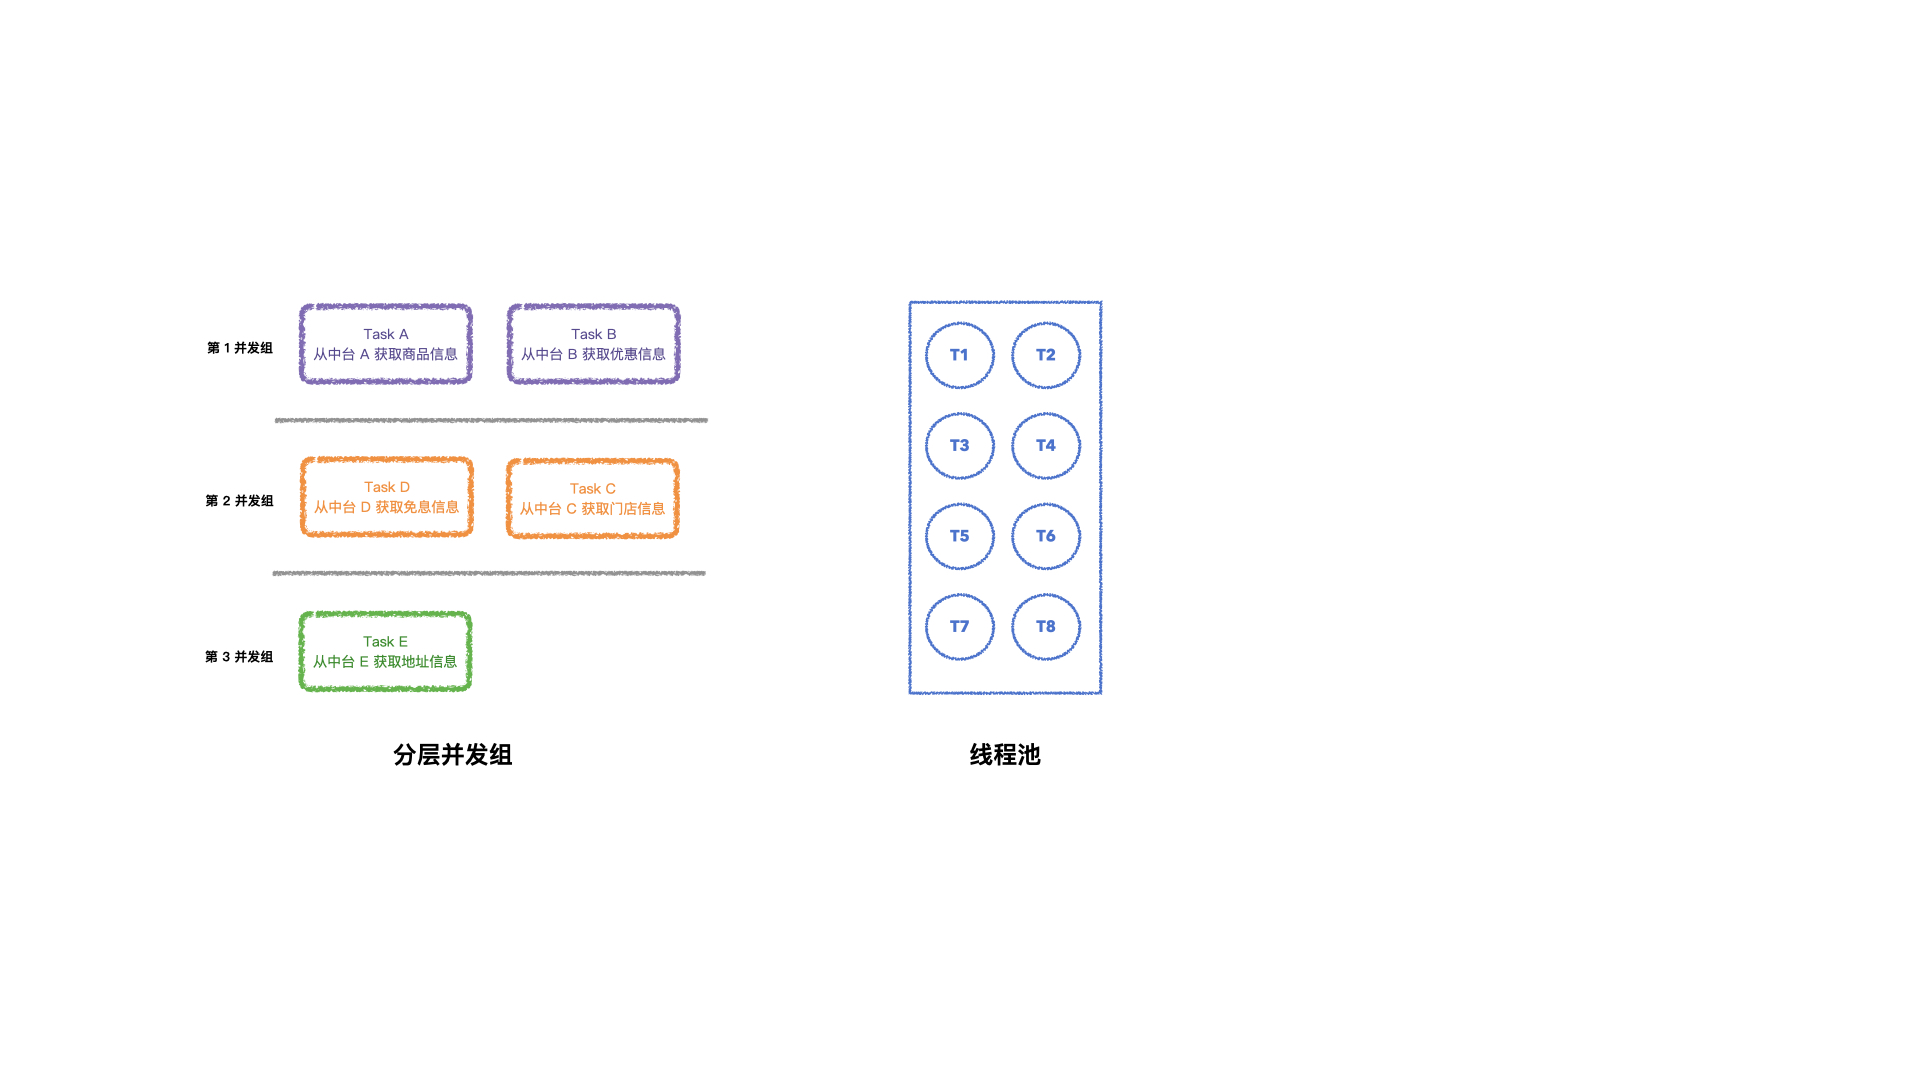 第 1 并发组
Task A
从中台 A 获取商品信息
Task B
从中台 B 获取优惠信息
第 2 并发组
Task D
从中台 D 获取免息信息
Task C
从中台 C 获取门店信息
第 3 并发组
Task E
从中台 E 获取地址信息
分层并发组
T1
T2
T3
T4
T5
T6
T7
T8
线程池